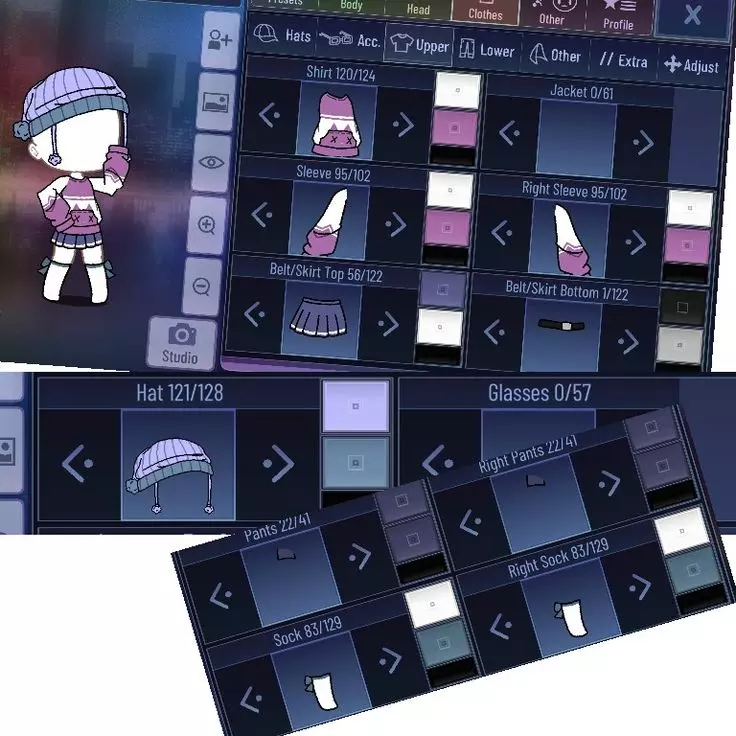 Presets Body Head Clothes Other Profile X
Hats Acc. Upper Lower Other // Extra Adjust
Shirt 120/124
Jacket 0/61
Sleeve 95/102
Right Sleeve 95/102
Belt/Skirt Top 56/122
Belt/Skirt Bottom 1/122
Studio
Hat 121/128
Glasses 0/57
Pants 22/41
Right Pants 22/41
Sock 83/129
Right Sock 83/129